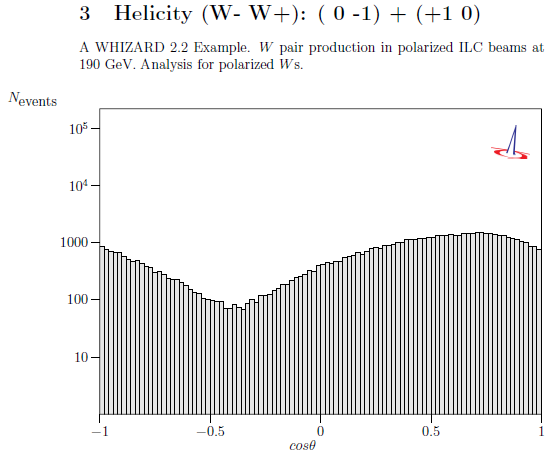 3 Helicity (W- W+): ( 0 -1) + (+1 0)
A WHIZARD 2.2 Example. W pair production in polarized ILC beams at
190 GeV. Analysis for polarized Ws.
Nevents
10⁵
10⁴
1000
100
10
−1 −0.5 0 0.5 1
cosθ